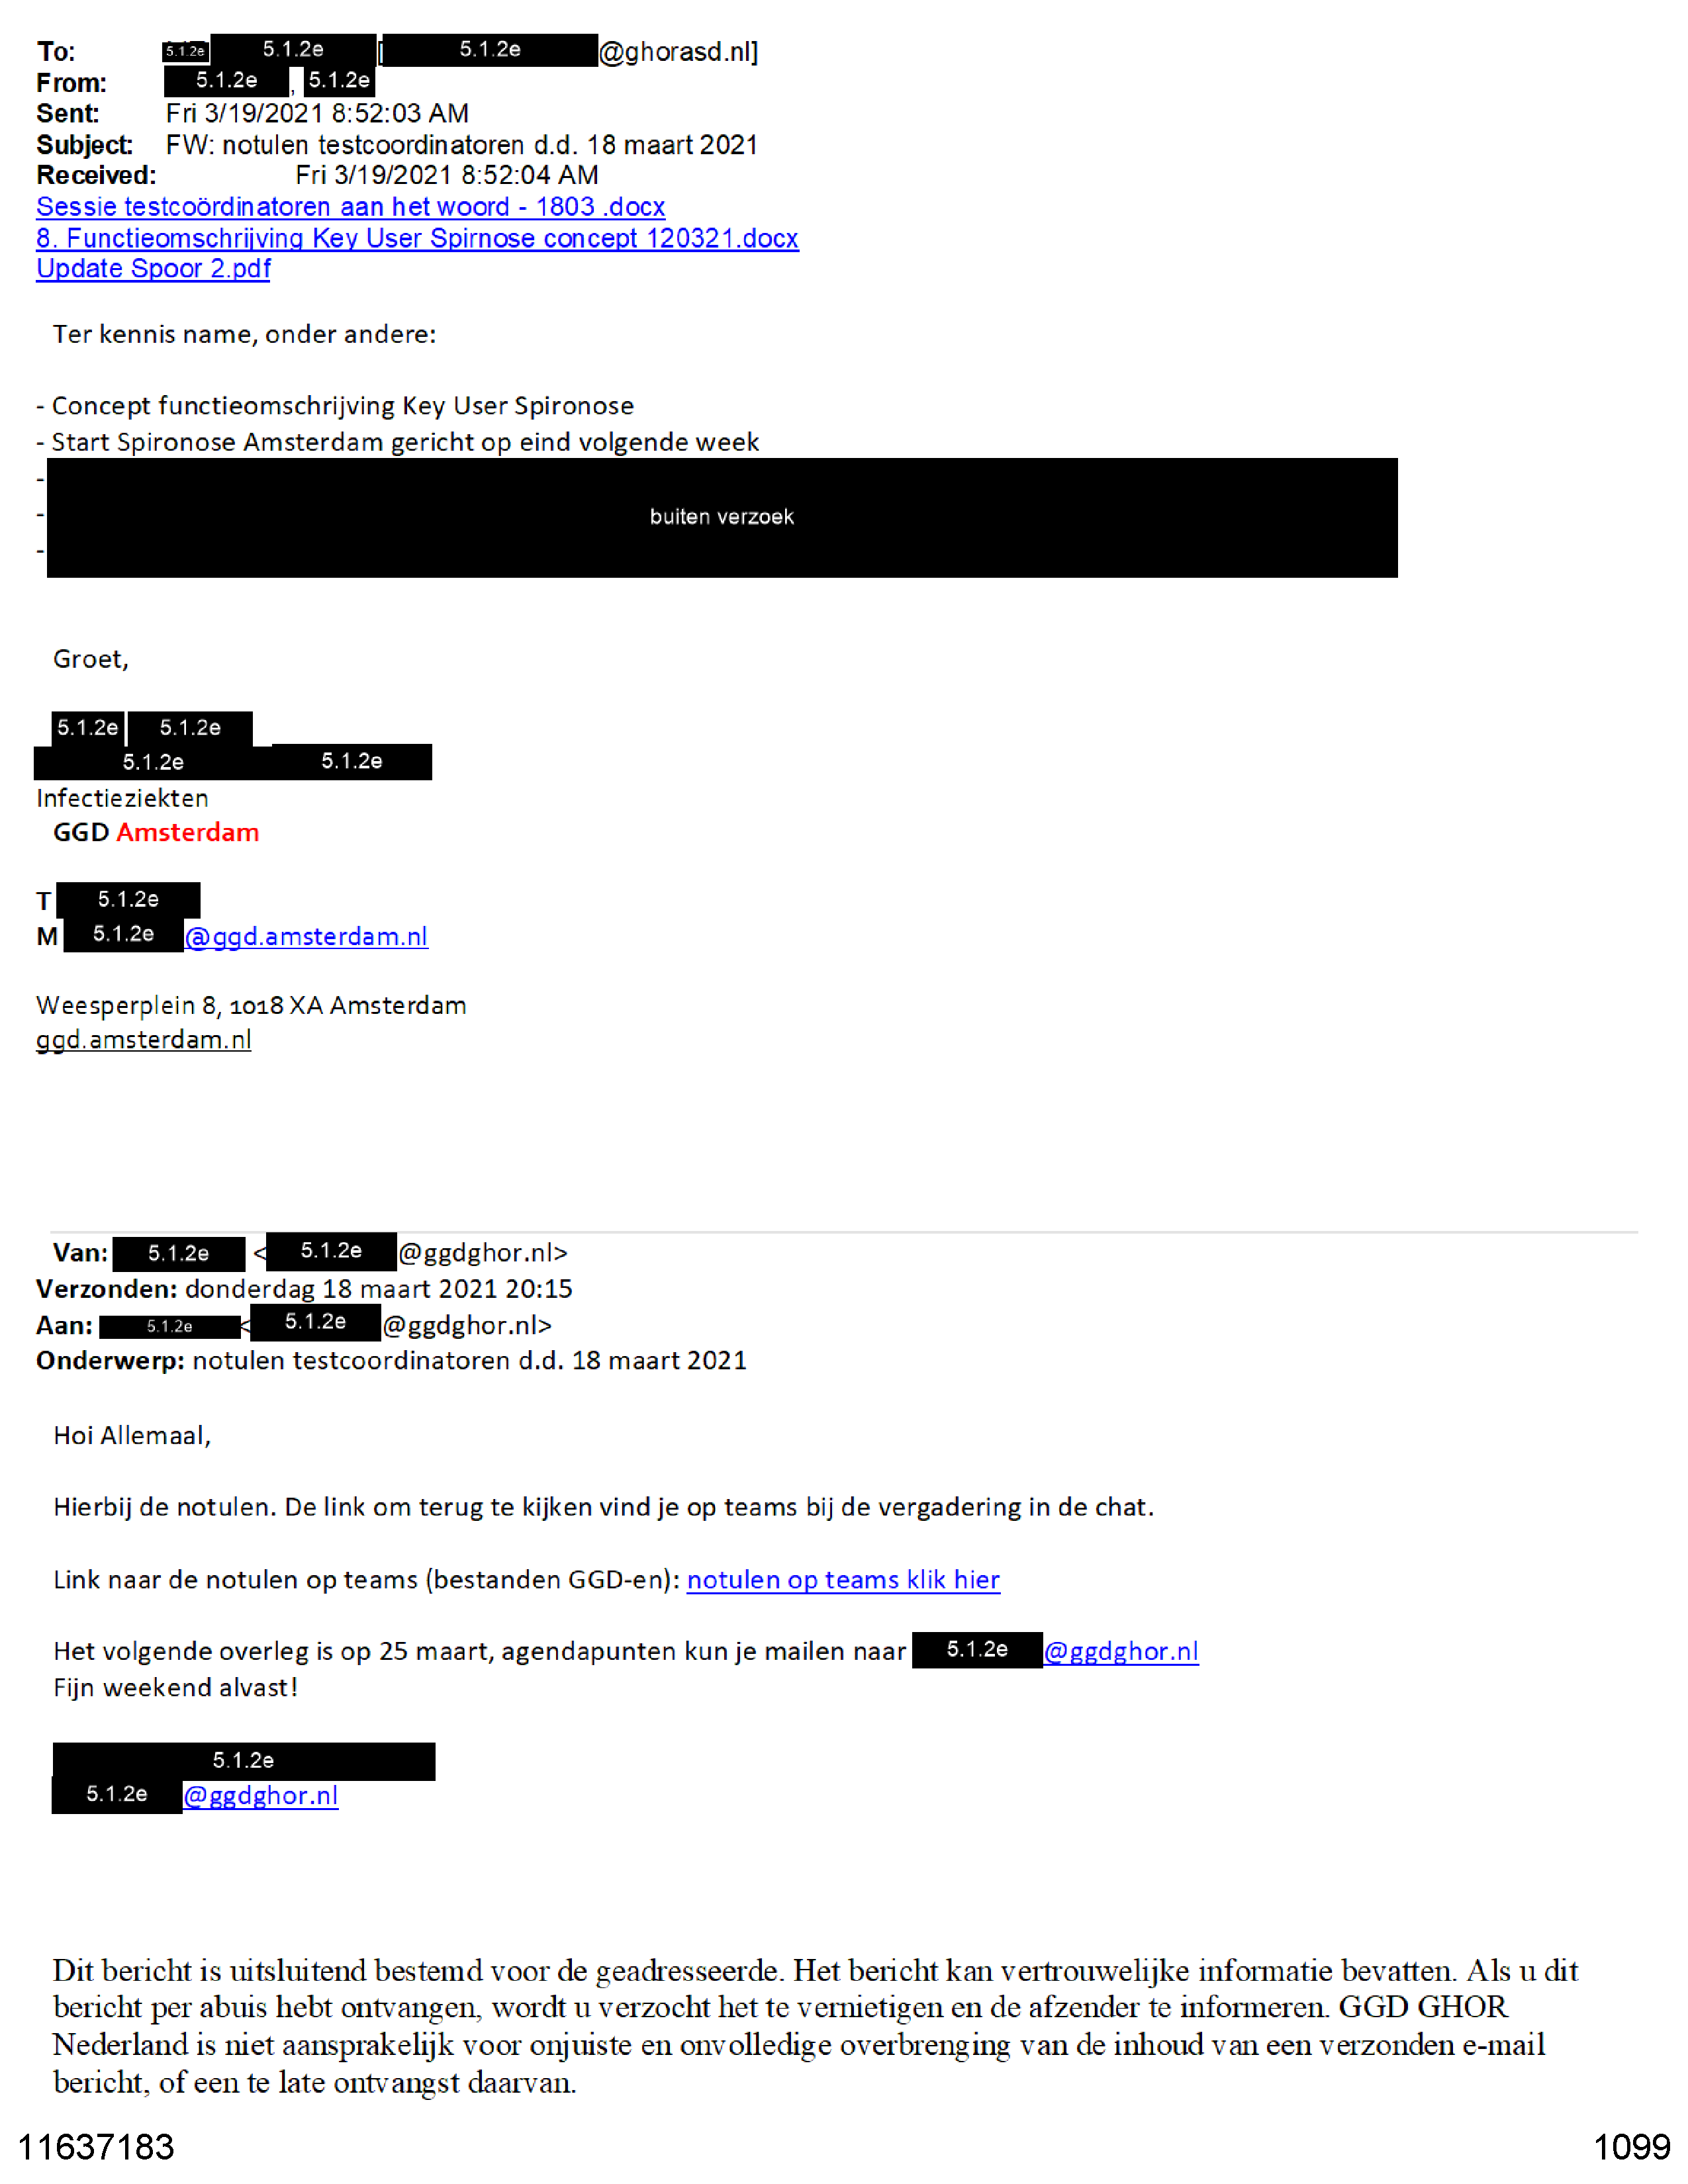 To: 5.1.2e 5.1.2e [ 5.1.2e @ghorasd.nl]
From: 5.1.2e , 5.1.2e
Sent: Fri 3/19/2021 8:52:03 AM
Subject: FW: notulen testcoordinatoren d.d. 18 maart 2021
Received: Fri 3/19/2021 8:52:04 AM
Sessie testcoördinatoren aan het woord - 1803 .docx
8. Functieomschrijving Key User Spirnose concept 120321.docx
Update Spoor 2.pdf
Ter kennis name, onder andere:
- Concept functieomschrijving Key User Spironose
- Start Spironose Amsterdam gericht op eind volgende week
-
- buiten verzoek
-
Groet,
5.1.2e 5.1.2e
5.1.2e 5.1.2e
Infectieziekten
GGD Amsterdam
T 5.1.2e
M 5.1.2e @ggd.amsterdam.nl
Weesperplein 8, 1018 XA Amsterdam
ggd.amsterdam.nl
Van: 5.1.2e < 5.1.2e @ggdghor.nl>
Verzonden: donderdag 18 maart 2021 20:15
Aan: 5.1.2e < 5.1.2e @ggdghor.nl>
Onderwerp: notulen testcoordinatoren d.d. 18 maart 2021
Hoi Allemaal,
Hierbij de notulen. De link om terug te kijken vind je op teams bij de vergadering in de chat.
Link naar de notulen op teams (bestanden GGD-en): notulen op teams klik hier
Het volgende overleg is op 25 maart, agendapunten kun je mailen naar 5.1.2e @ggdghor.nl
Fijn weekend alvast!
5.1.2e
5.1.2e @ggdghor.nl
Dit bericht is uitsluitend bestemd voor de geadresseerde. Het bericht kan vertrouwelijke informatie bevatten. Als u dit
bericht per abuis hebt ontvangen, wordt u verzocht het te vernietigen en de afzender te informeren. GGD GHOR
Nederland is niet aansprakelijk voor onjuiste en onvolledige overbrenging van de inhoud van een verzonden e-mail
bericht, of een te late ontvangst daarvan.
11637183 1099